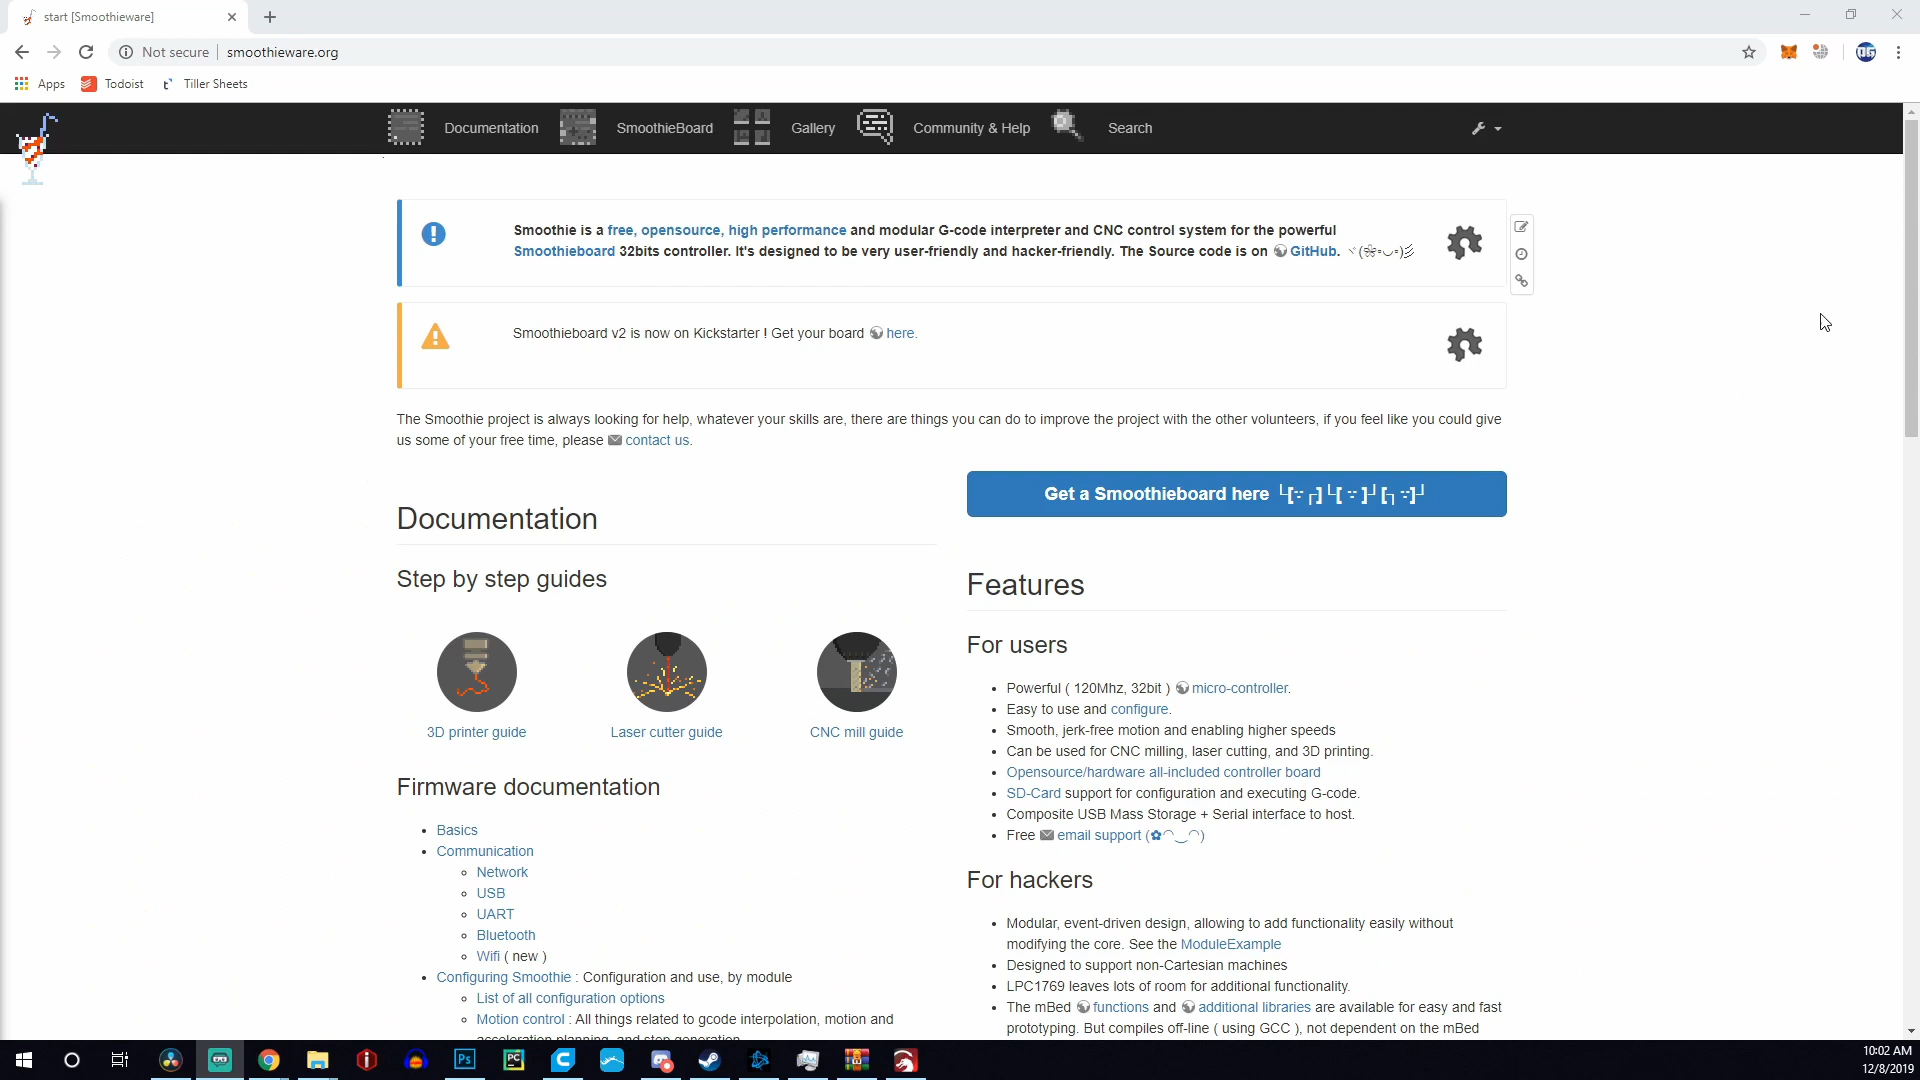 start [Smoothieware]
Not secure
smoothieware.org
Apps
Todoist
Tiller Sheets
Documentation
SmoothieBoard
Gallery
Community & Help
Search
Smoothie is a free, opensource, high performance and modular G-code interpreter and CNC control system for the powerful
Smoothieboard 32bits controller. It's designed to be very user-friendly and hacker-friendly. The Source code is on GitHub.
Smoothieboard v2 is now on Kickstarter ! Get your board here.
The Smoothie project is always looking for help, whatever your skills are, there are things you can do to improve the project with the other volunteers, if you feel like you could give
us some of your free time, please contact us.
Get a Smoothieboard here
Documentation
Step by step guides
3D printer guide
Laser cutter guide
CNC mill guide
Firmware documentation
• Basics
• Communication
◦ Network
◦ USB
◦ UART
◦ Bluetooth
◦ Wifi ( new )
• Configuring Smoothie : Configuration and use, by module
◦ List of all configuration options
◦ Motion control : All things related to gcode interpolation, motion and
acceleration planning, and step generation
Features
For users
• Powerful ( 120Mhz, 32bit ) micro-controller.
• Easy to use and configure.
• Smooth, jerk-free motion and enabling higher speeds
• Can be used for CNC milling, laser cutting, and 3D printing.
• Opensource/hardware all-included controller board
• SD-Card support for configuration and executing G-code.
• Composite USB Mass Storage + Serial interface to host.
• Free email support (✿◠‿◠)
For hackers
• Modular, event-driven design, allowing to add functionality easily without
modifying the core. See the ModuleExample
• Designed to support non-Cartesian machines
• LPC1769 leaves lots of room for additional functionality.
• The mBed functions and additional libraries are available for easy and fast
prototyping. But compiles off-line ( using GCC ), not dependent on the mBed
Ps
PC
10:02 AM
12/8/2019